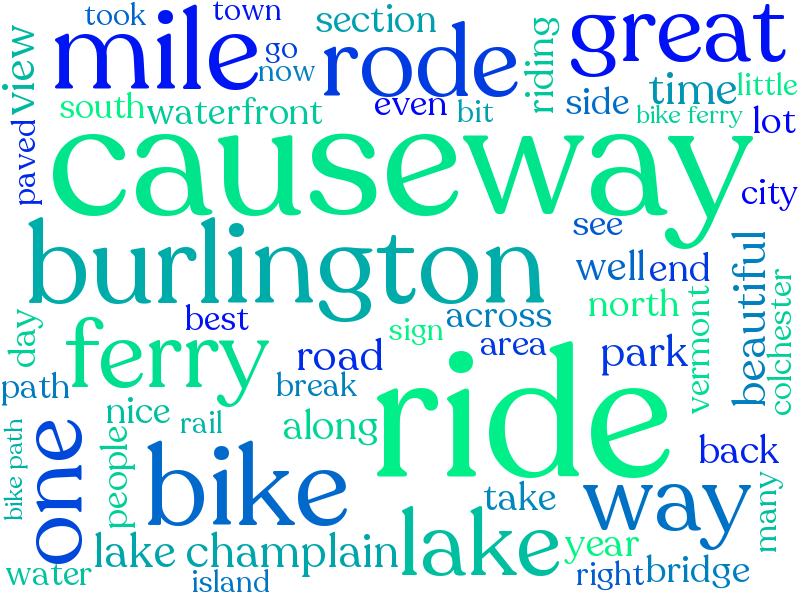 took
town
section
great
view
mile
go
now
rode
riding
side
time
little
south
waterfront
even
bit
bike ferry
lot
paved
causeway
city
burlington
see
well
end
beautiful
day
best
sign
across
area
north
vermont
colchester
ferry
road
park
path
break
ride
nice
rail
along
back
bike path
one
people
bike
take
way
many
lake champlain
lake
year
water
island
right
bridge